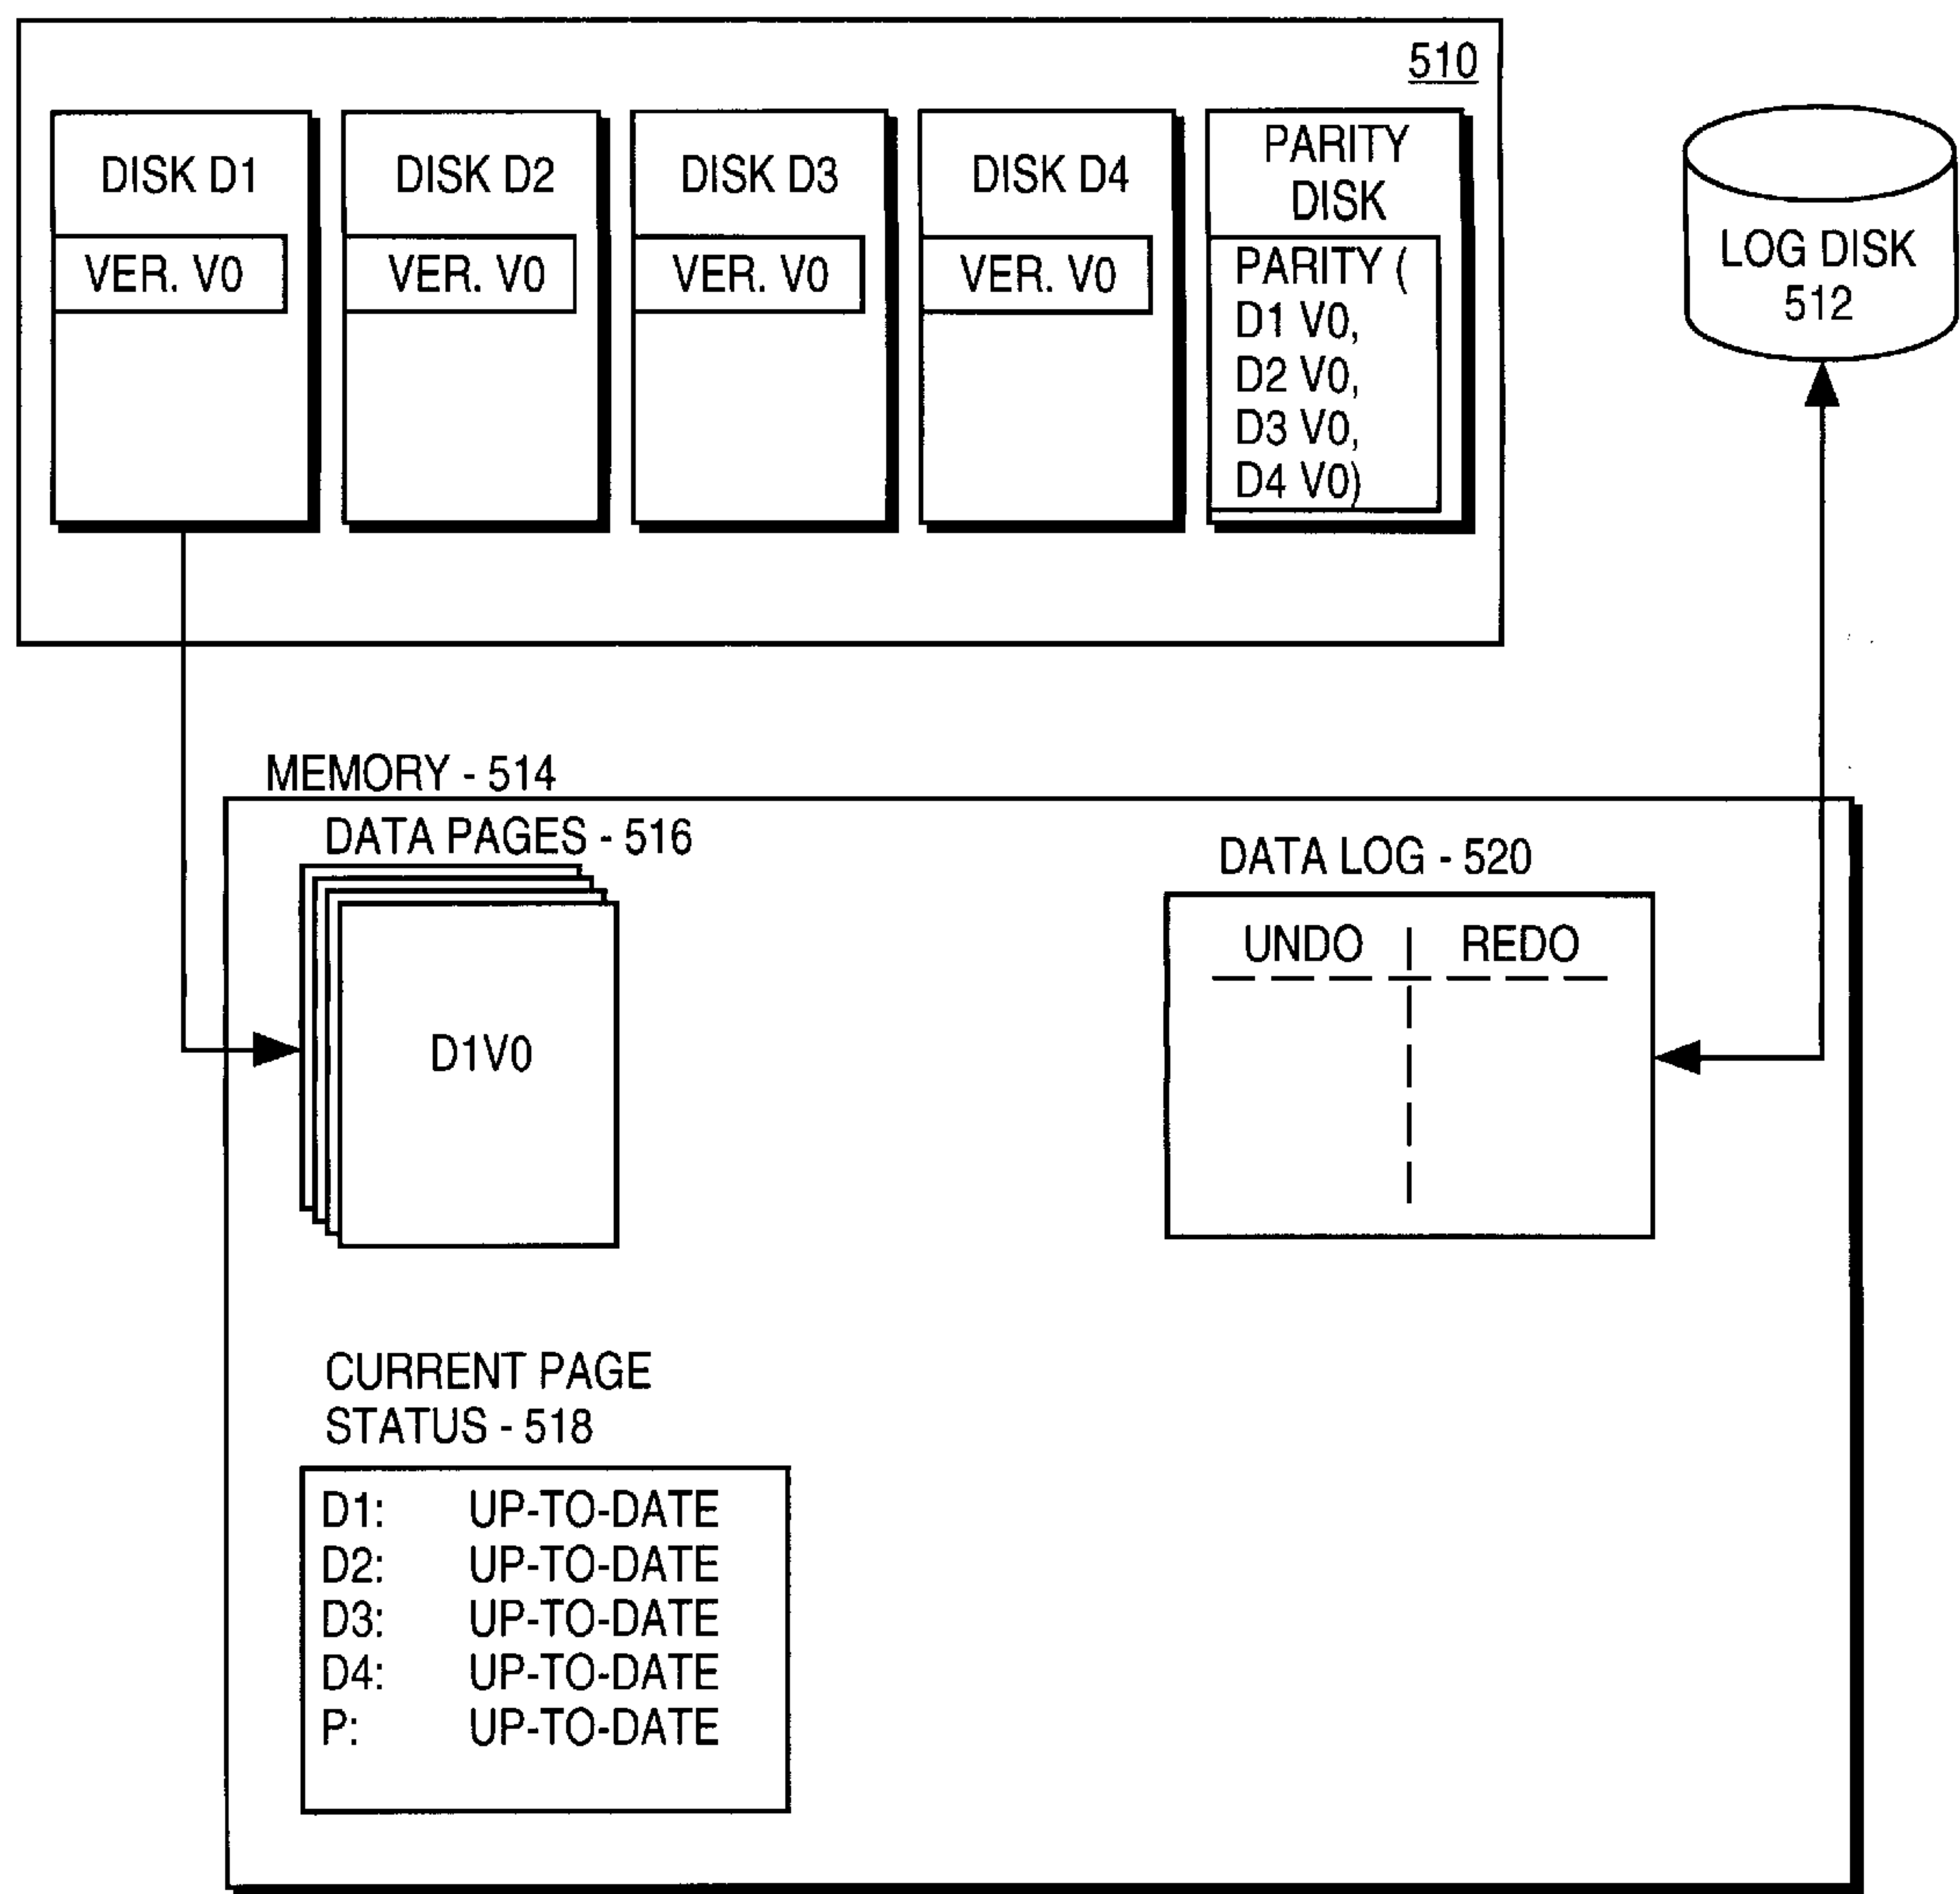 510
DISK D1
VER. V0
DISK D2
VER. V0
DISK D3
VER. V0
DISK D4
VER. V0
PARITY
DISK
PARITY (
D1 V0,
D2 V0,
D3 V0,
D4 V0)
LOG DISK
512
MEMORY - 514
DATA PAGES - 516
D1V0
DATA LOG - 520
UNDO | REDO
CURRENT PAGE
STATUS - 518
D1: UP-TO-DATE
D2: UP-TO-DATE
D3: UP-TO-DATE
D4: UP-TO-DATE
P: UP-TO-DATE